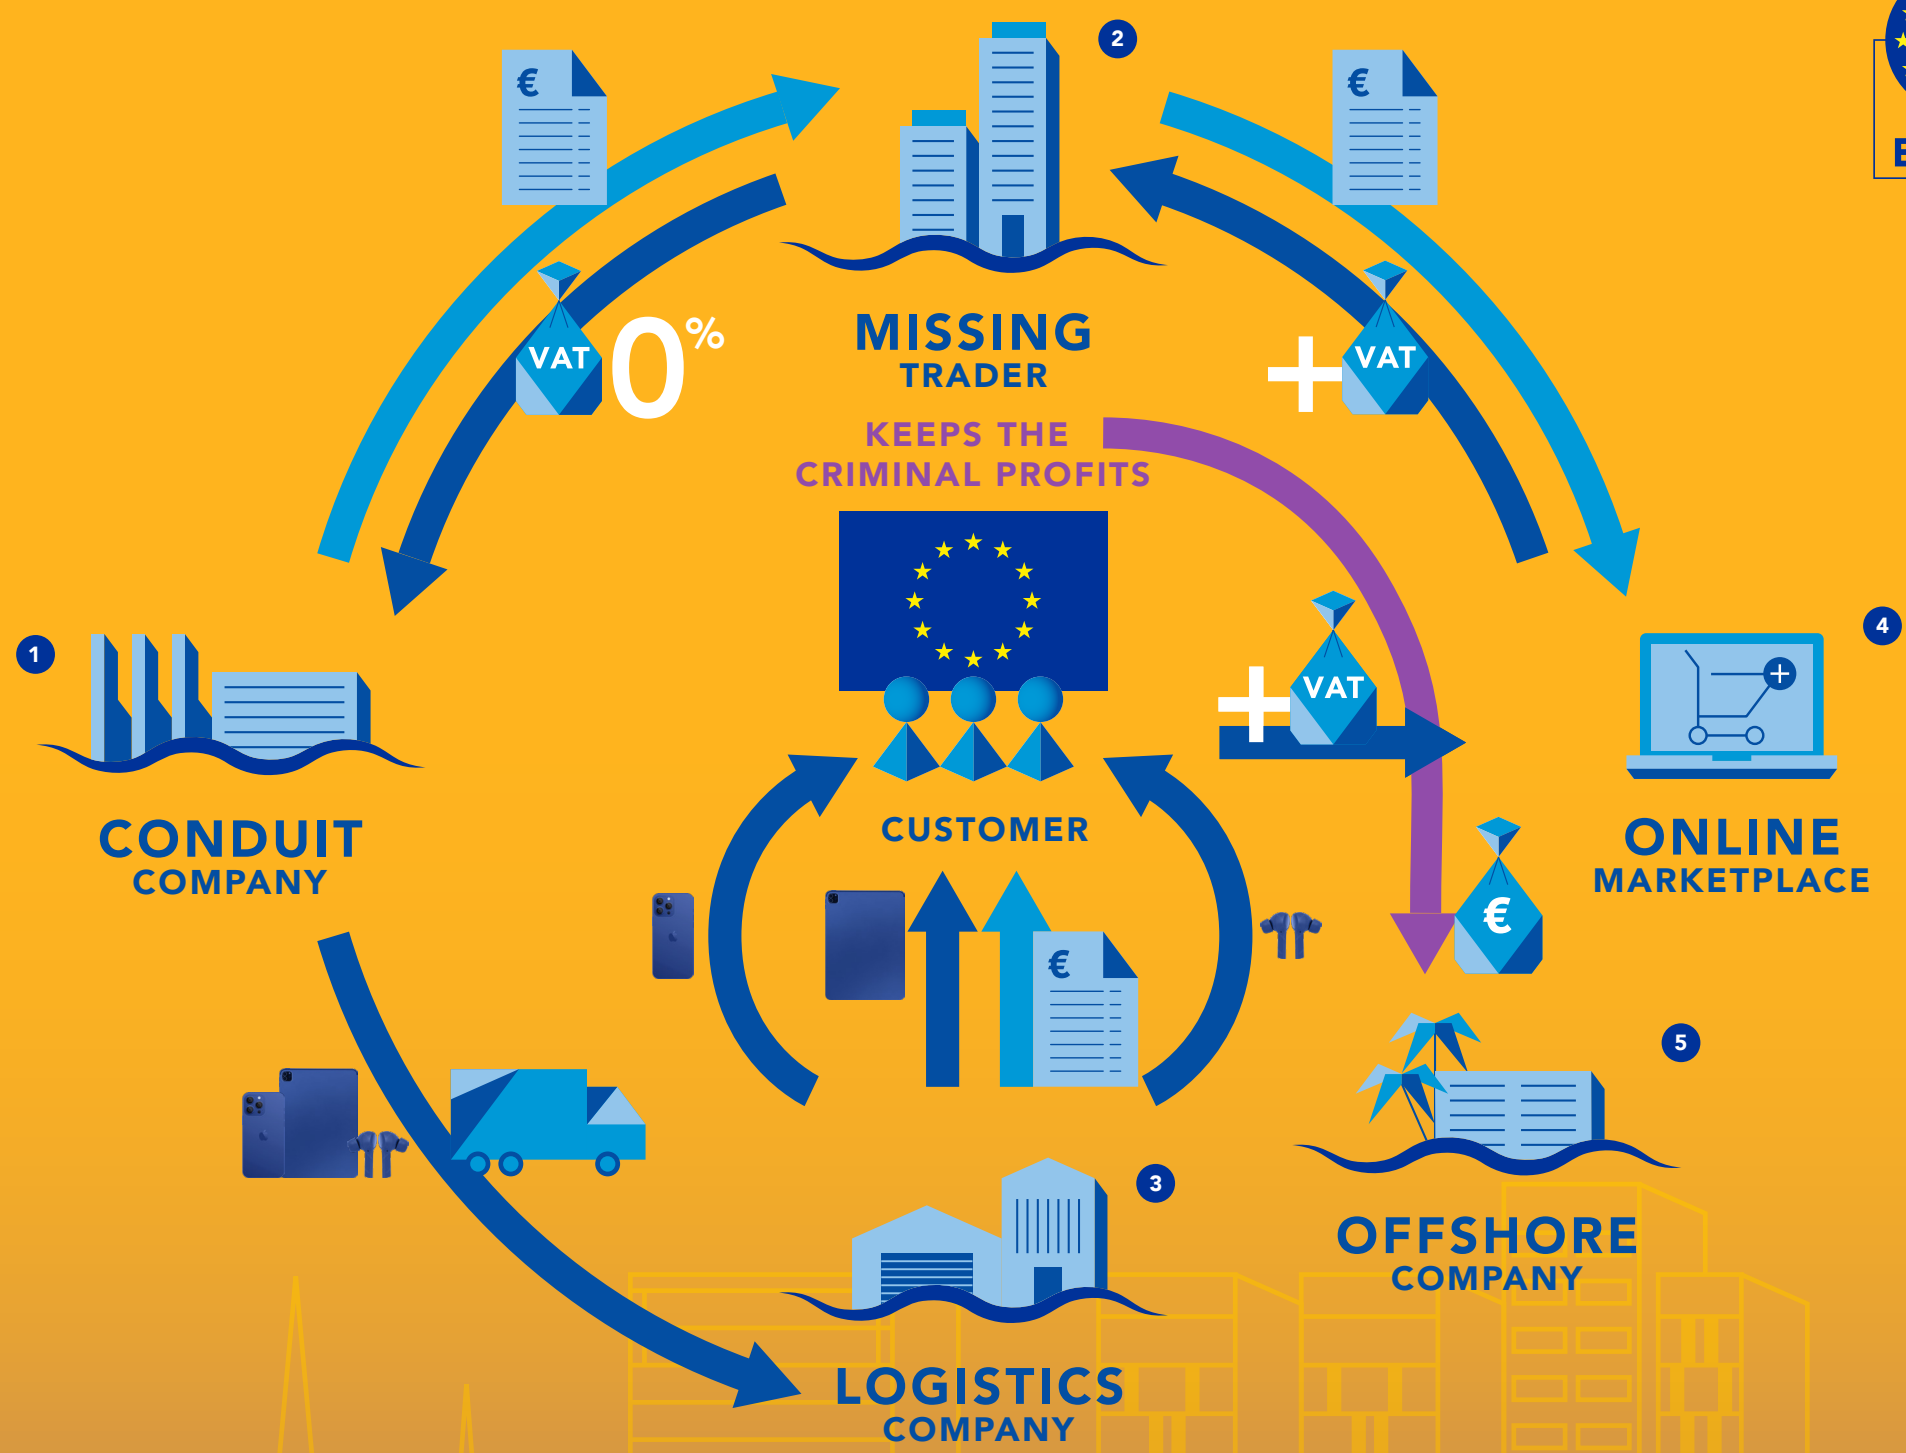 2
€
€
E
VAT
0%
MISSING
TRADER
+
VAT
KEEPS THE
CRIMINAL PROFITS
1
4
+
VAT
CONDUIT
COMPANY
CUSTOMER
ONLINE
MARKETPLACE
€
€
5
3
OFFSHORE
COMPANY
LOGISTICS
COMPANY